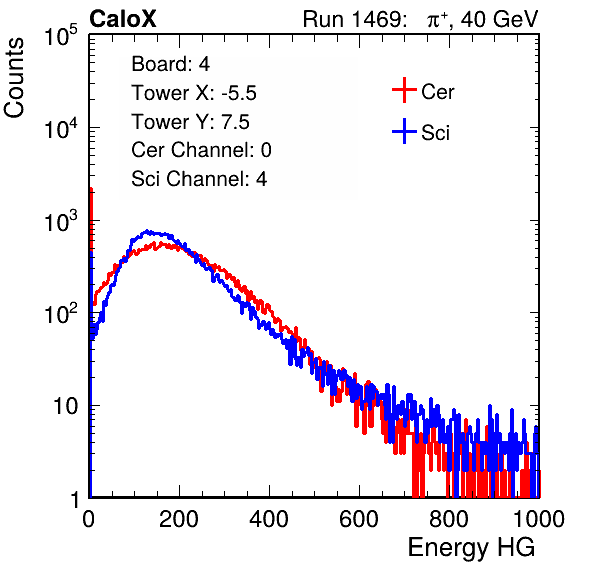 CaloX Run 1469: π⁺, 40 GeV
Counts
10⁵
10⁴
10³
10²
10
1
Board: 4
Tower X: -5.5
Tower Y: 7.5
Cer Channel: 0
Sci Channel: 4
Cer
Sci
0 200 400 600 800 1000
Energy HG